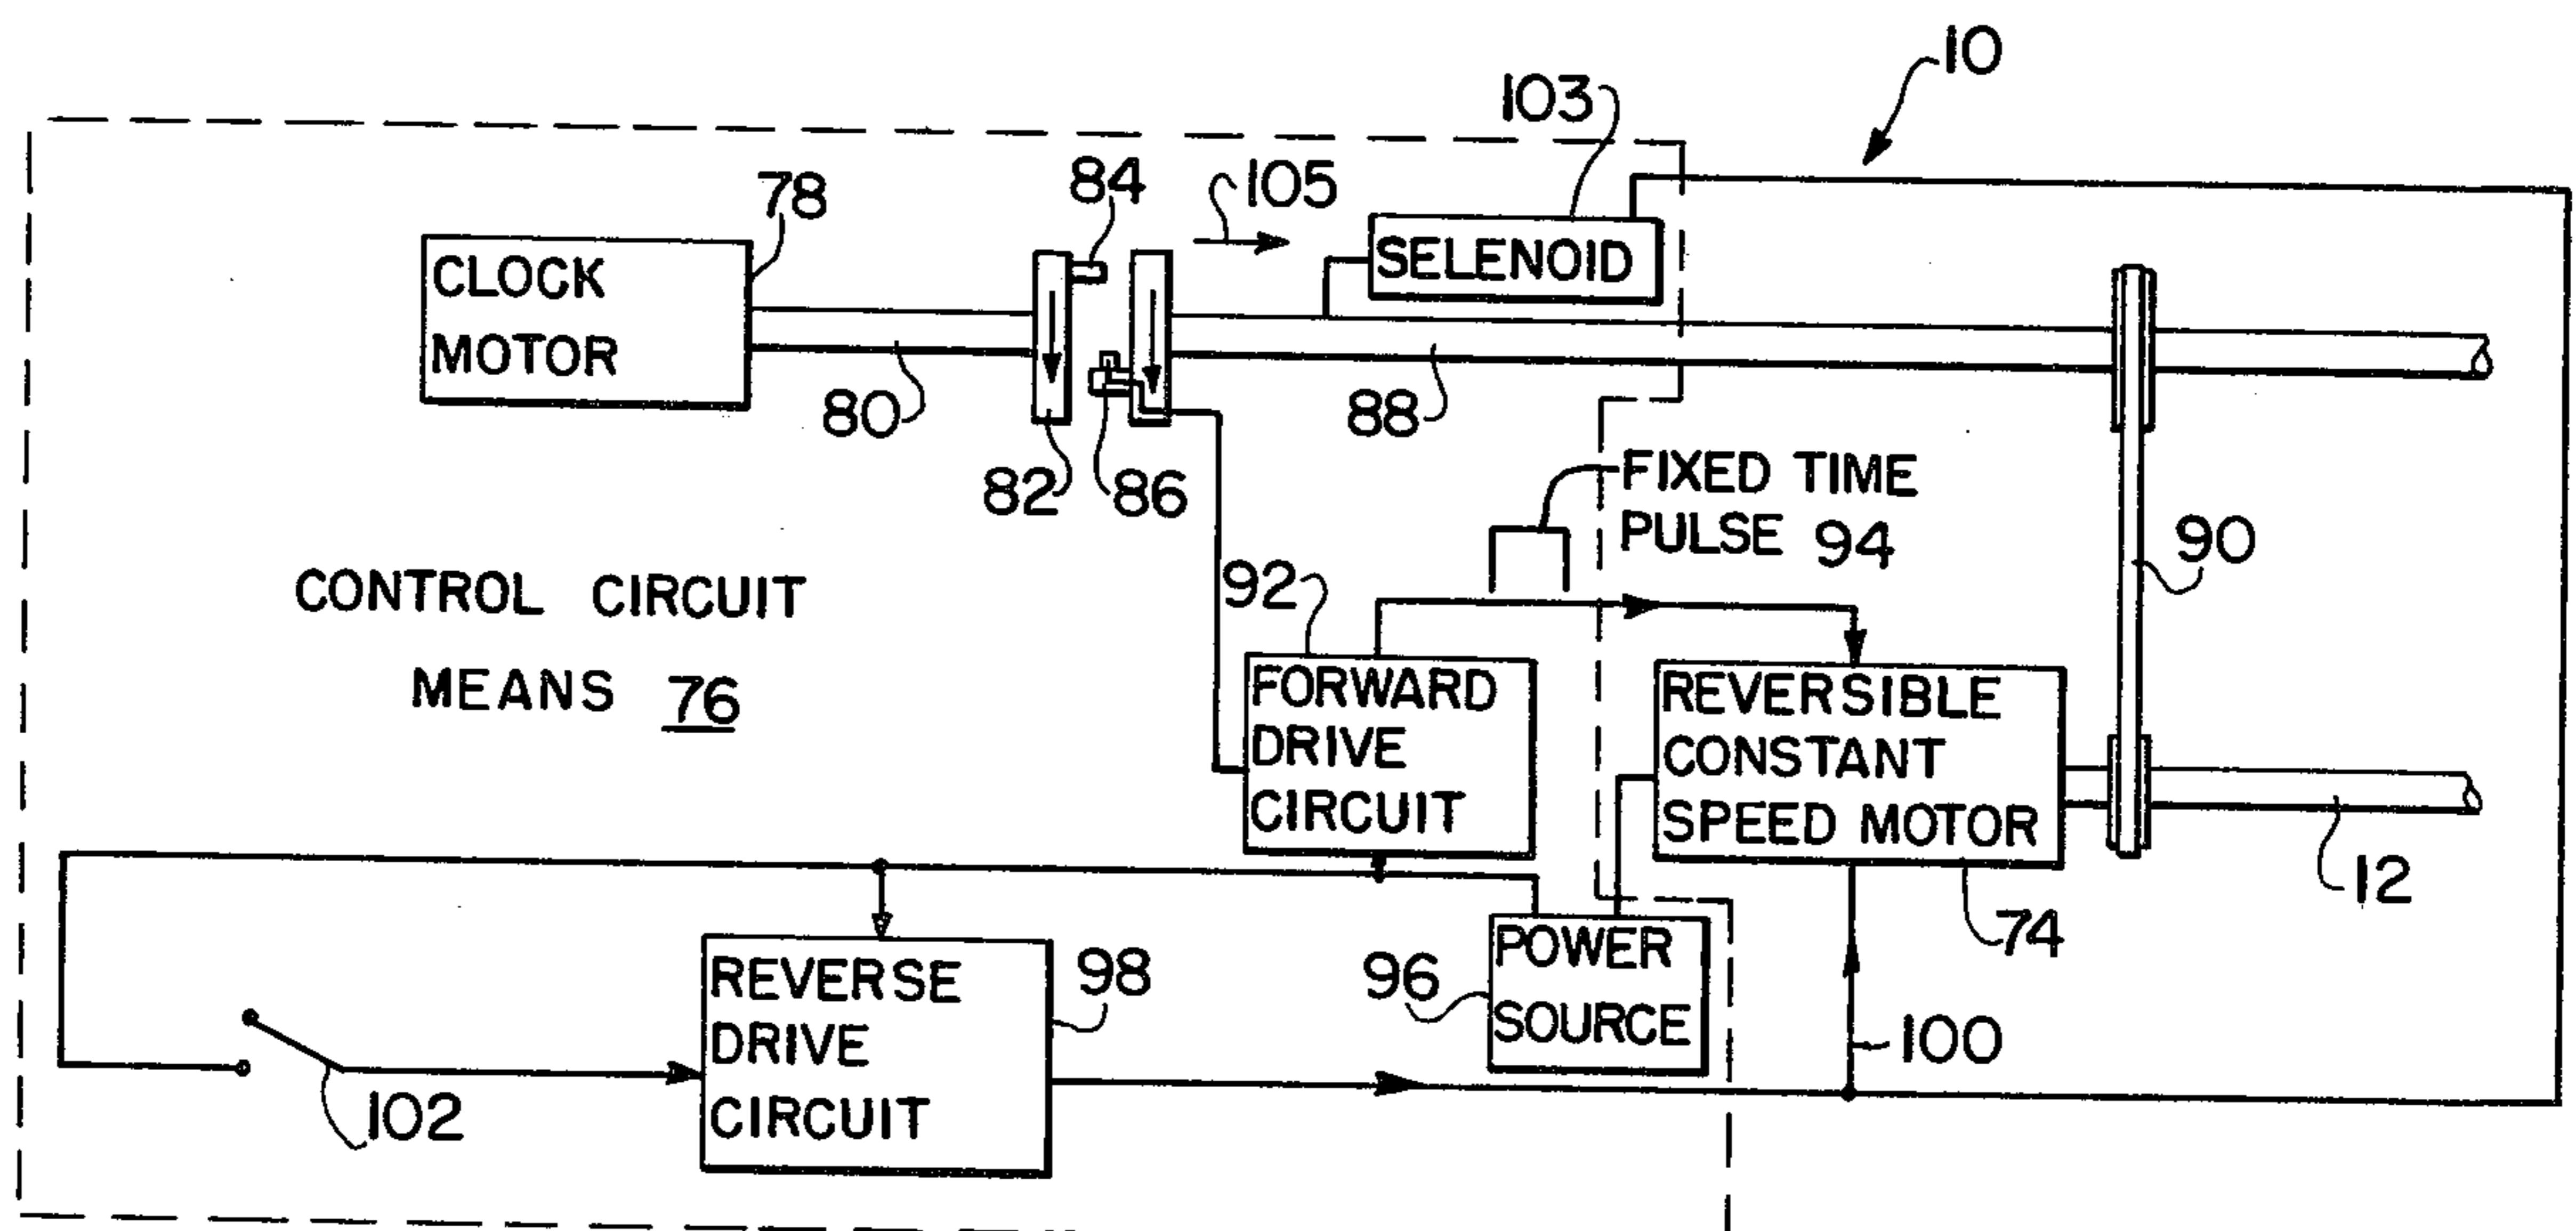 10
103
84
105
78
SELENOID
CLOCK
MOTOR
80
88
82
86
FIXED TIME
PULSE 94
90
92
CONTROL CIRCUIT
MEANS 76
FORWARD
DRIVE
CIRCUIT
REVERSIBLE
CONSTANT
SPEED MOTOR
12
74
POWER
SOURCE
96
REVERSE
DRIVE
CIRCUIT
98
100
102